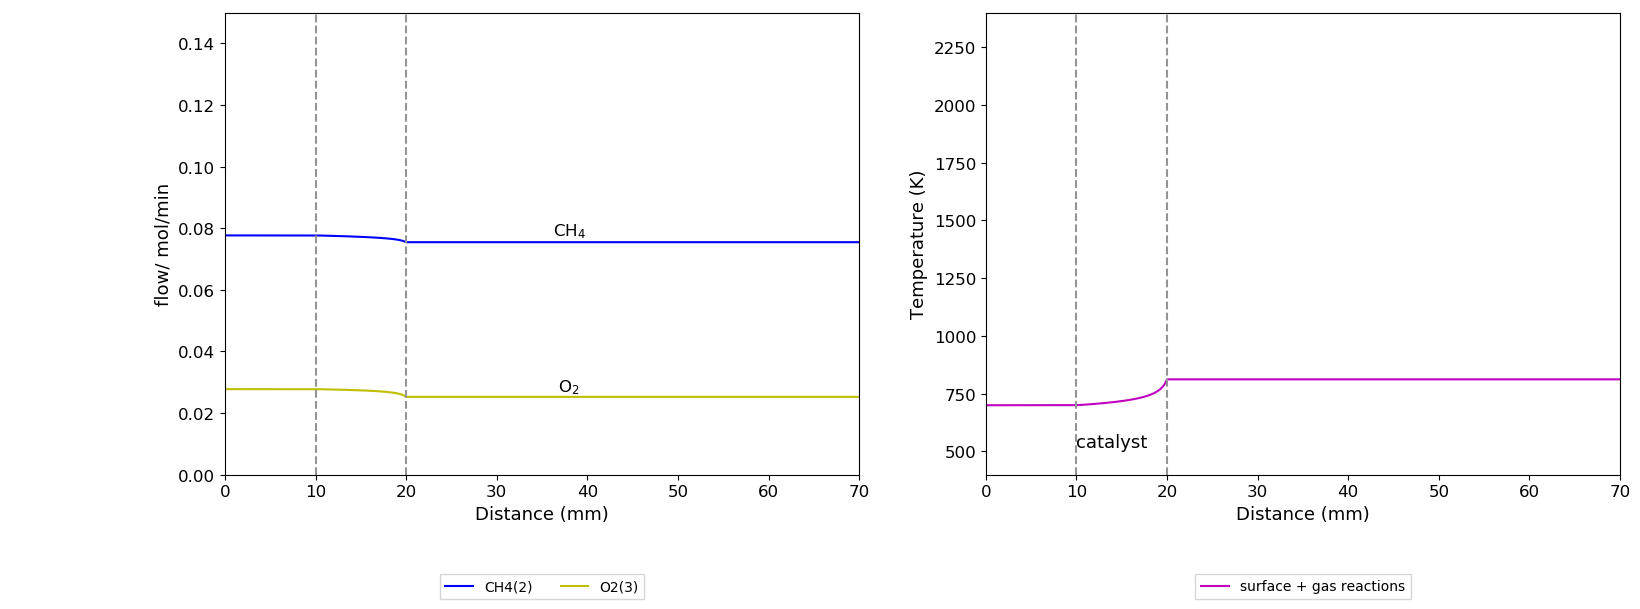 0.14
0.12
0.10
0.08
0.06
0.04
0.02
0.00
flow/ mol/min
CH₄
O₂
0 10 20 30 40 50 60 70
Distance (mm)
CH4(2) O2(3)
2250
2000
1750
1500
1250
1000
750
500
Temperature (K)
catalyst
0 10 20 30 40 50 60 70
Distance (mm)
surface + gas reactions